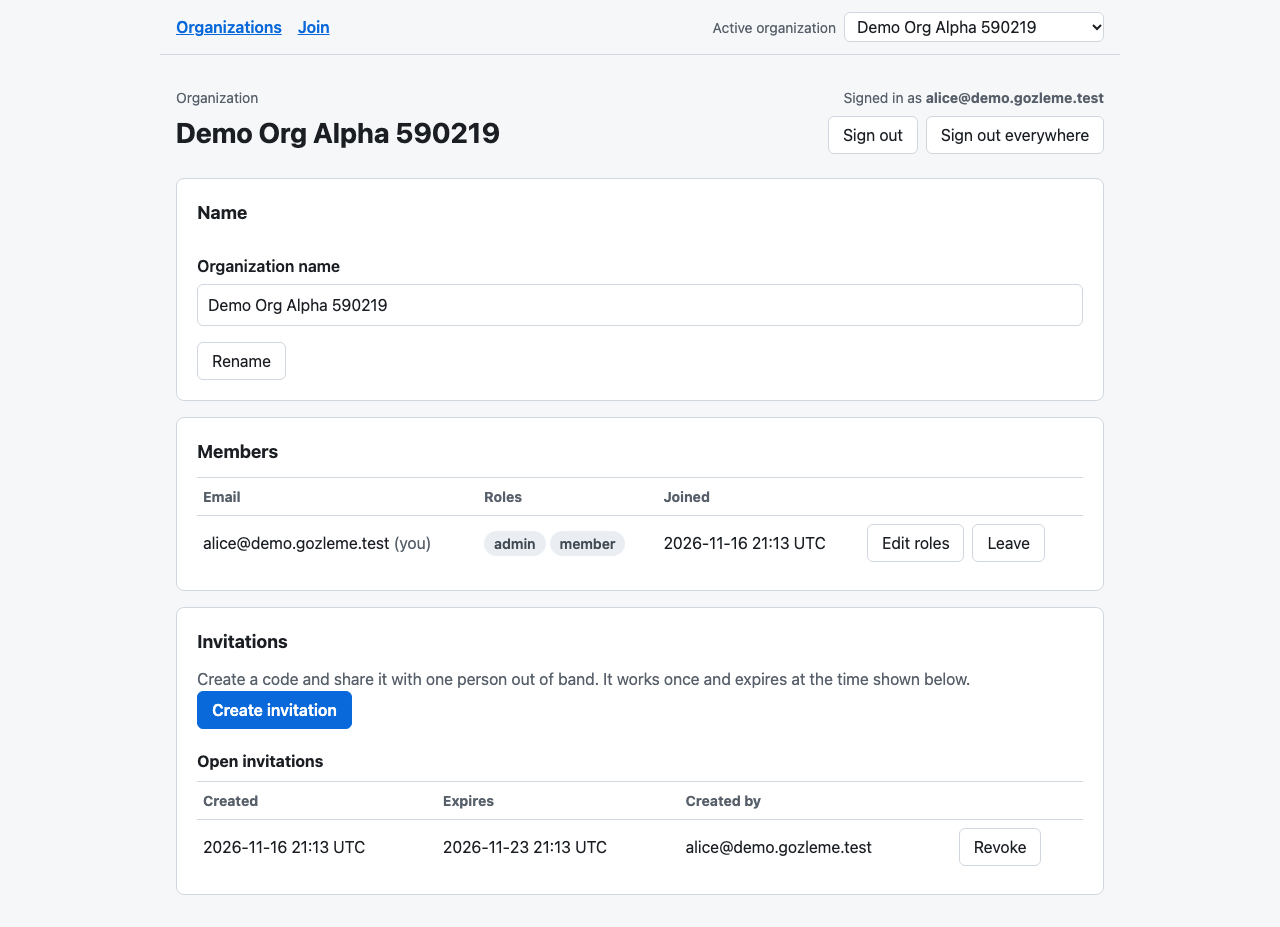 Organizations Join Active organization Demo Org Alpha 590219
Organization Signed in as alice@demo.gozleme.test
Demo Org Alpha 590219 Sign out Sign out everywhere
Name
Organization name
Demo Org Alpha 590219
Rename
Members
Email Roles Joined
alice@demo.gozleme.test (you) admin member 2026-11-16 21:13 UTC Edit roles Leave
Invitations
Create a code and share it with one person out of band. It works once and expires at the time shown below.
Create invitation
Open invitations
Created Expires Created by
2026-11-16 21:13 UTC 2026-11-23 21:13 UTC alice@demo.gozleme.test Revoke